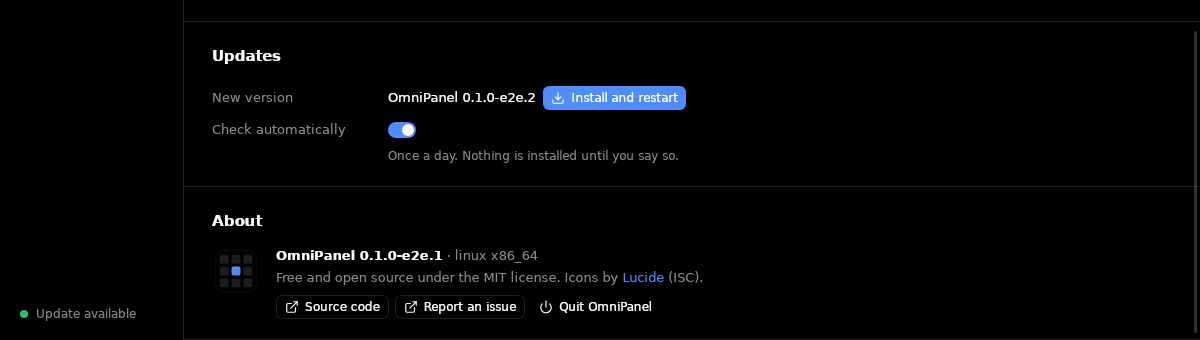 Updates
New version OmniPanel 0.1.0-e2e.2 Install and restart
Check automatically
Once a day. Nothing is installed until you say so.
About
OmniPanel 0.1.0-e2e.1 · linux x86_64
Free and open source under the MIT license. Icons by Lucide (ISC).
Source code Report an issue Quit OmniPanel
Update available